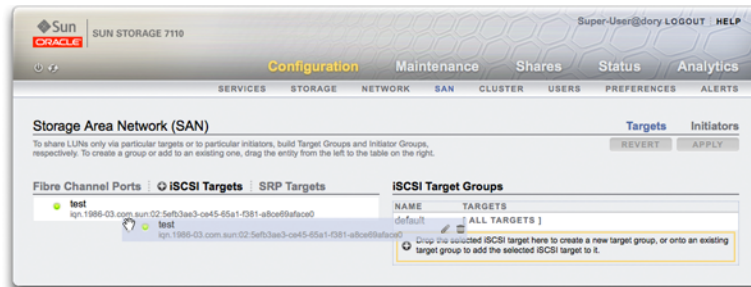 Sun
ORACLE
SUN STORAGE 7110
Super-User@dory LOGOUT HELP
Configuration Maintenance Shares Status Analytics
SERVICES STORAGE NETWORK SAN CLUSTER USERS PREFERENCES ALERTS
Storage Area Network (SAN)
Targets Initiators
To share LUNs only via particular targets or to particular initiators, build Target Groups and Initiator Groups,
respectively. To create a group or add to an existing one, drag the entity from the left to the table on the right.
REVERT APPLY
Fibre Channel Ports iSCSI Targets SRP Targets
test
iqn.1986-03.com.sun:02:5efb3ae3-ce45-65a1-f381-a8ce69aface0
test
iqn.1986-03.com.sun:02:5efb3ae3-ce45-65a1-f381-a8ce69aface0
iSCSI Target Groups
NAME TARGETS
default [ ALL TARGETS ]
Drop the selected iSCSI target here to create a new target group, or onto an existing
target group to add the selected iSCSI target to it.